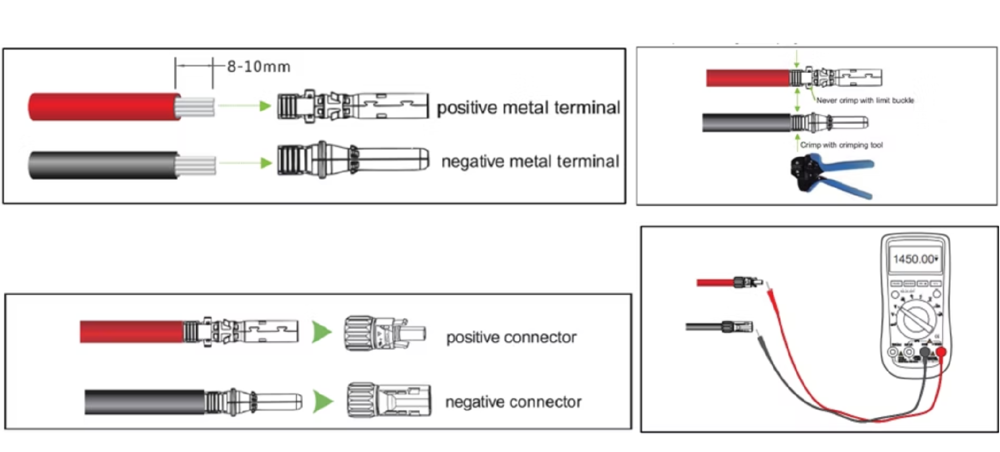 8-10mm
positive metal terminal
negative metal terminal
Never crimp with limit buckle
Crimp with crimping tool
positive connector
negative connector
1450.00